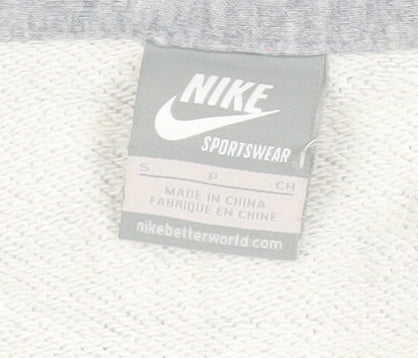 NIKE
SPORTSWEAR
S P CH
MADE IN CHINA
FABRIQUE EN CHINE
nikebetterworld.com